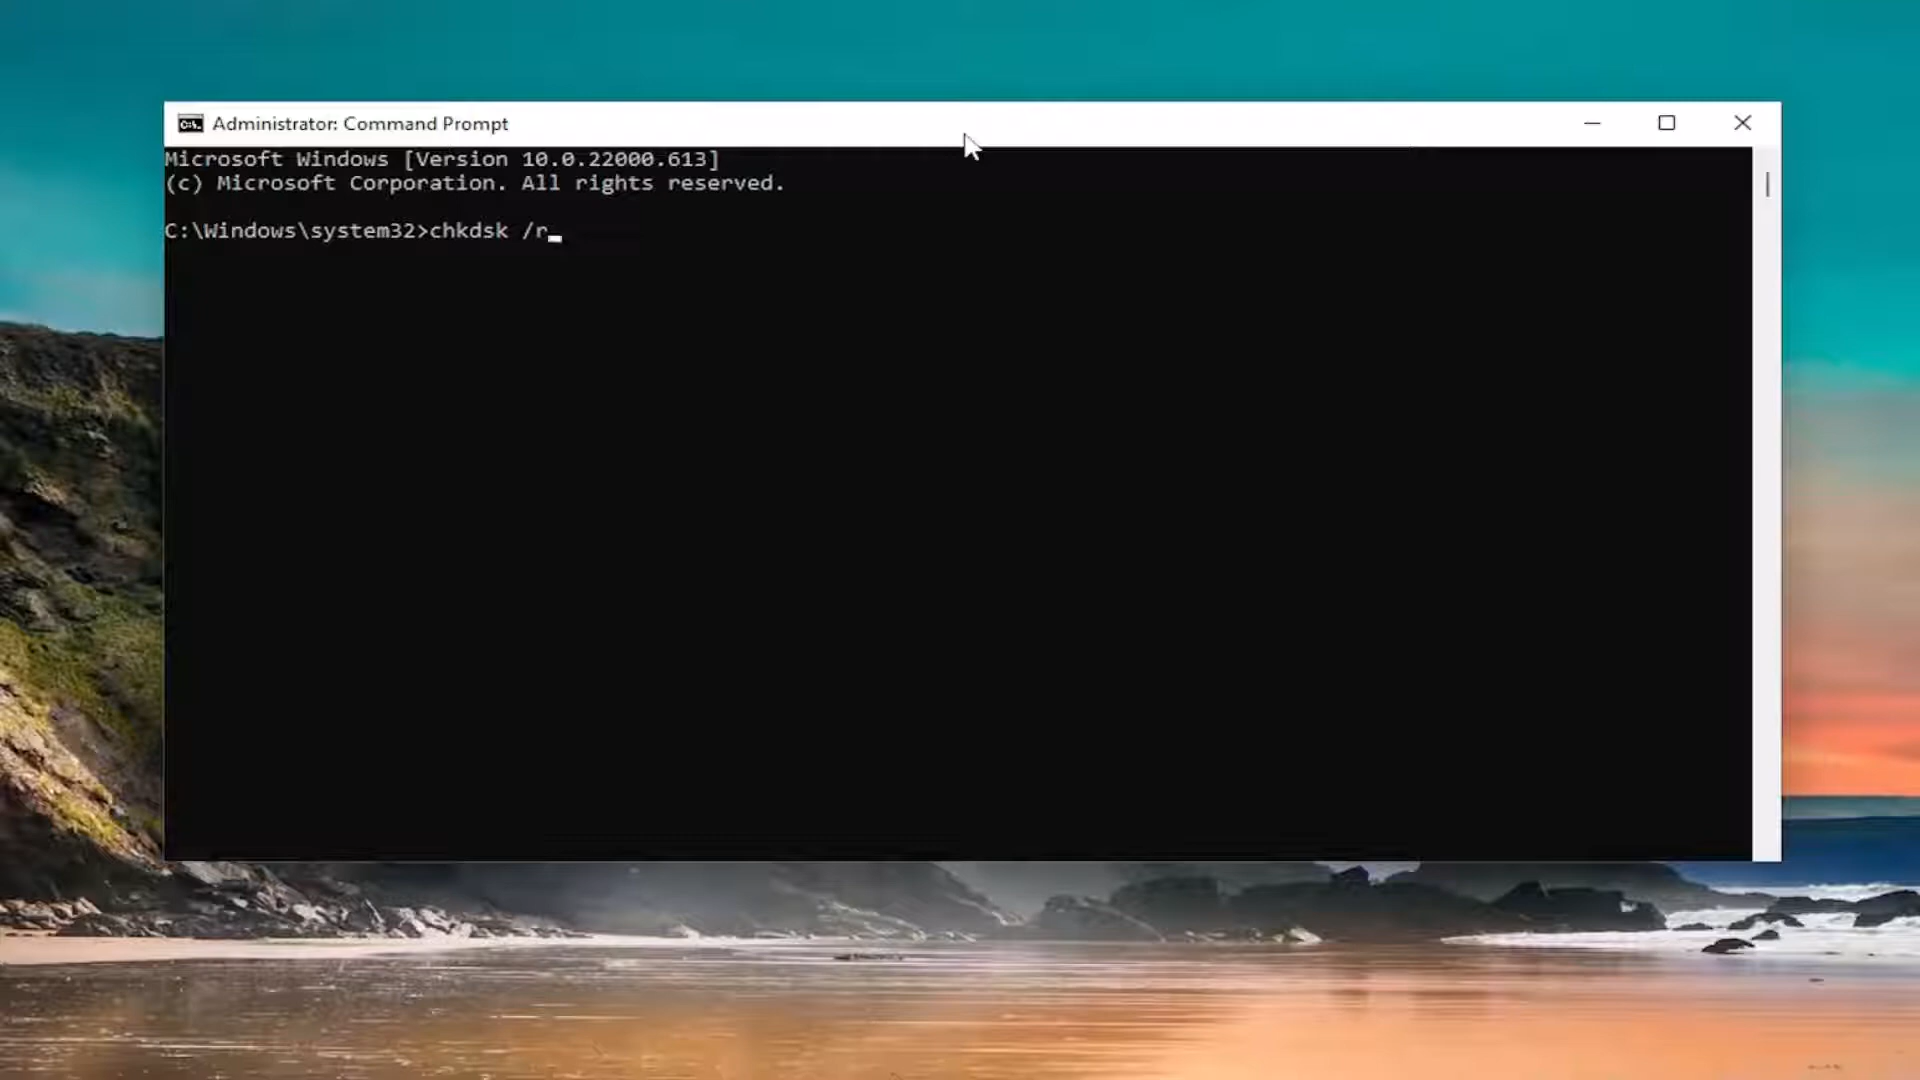 Administrator: Command Prompt
Microsoft Windows [Version 10.0.22000.613]
(c) Microsoft Corporation. All rights reserved.
C:\Windows\system32>chkdsk /r